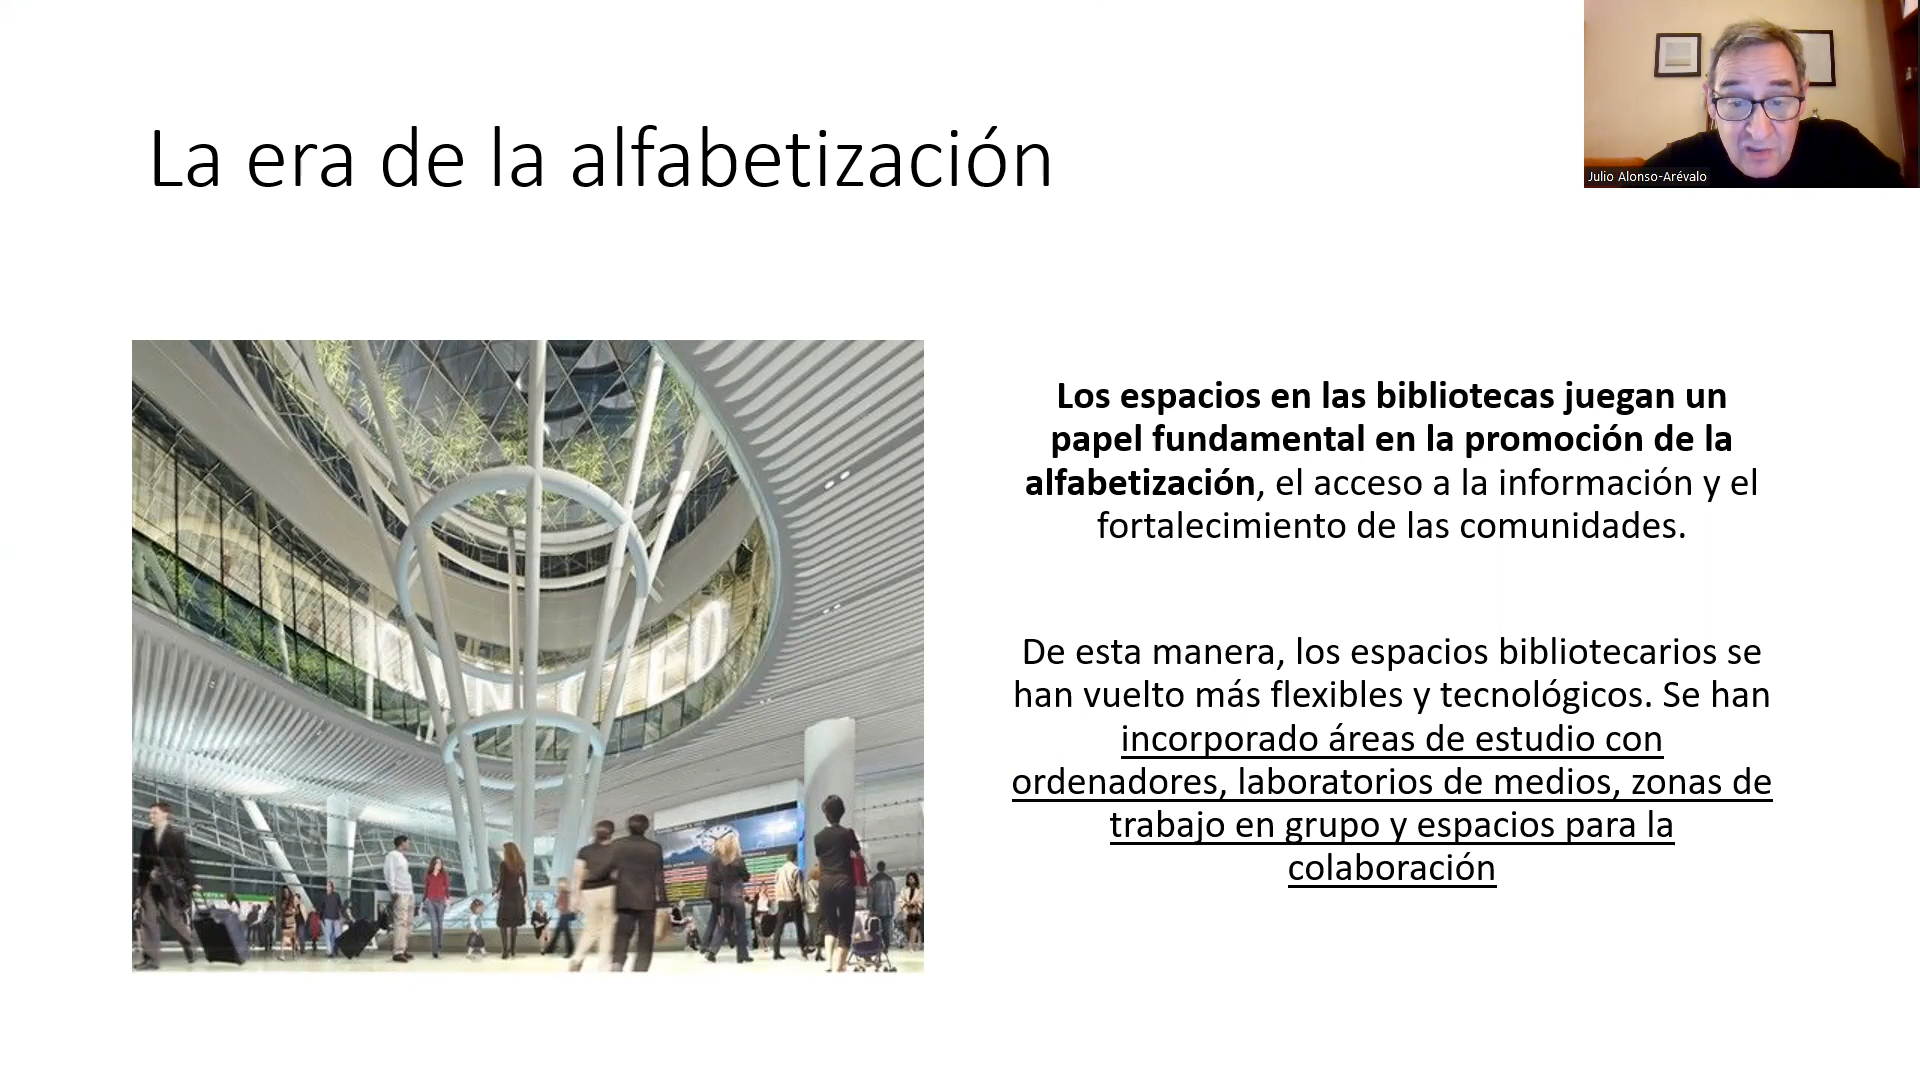 La era de la alfabetización
Julio Alonso-Arévalo
Los espacios en las bibliotecas juegan un
papel fundamental en la promoción de la
alfabetización, el acceso a la información y el
fortalecimiento de las comunidades.
De esta manera, los espacios bibliotecarios se
han vuelto más flexibles y tecnológicos. Se han
incorporado áreas de estudio con
ordenadores, laboratorios de medios, zonas de
trabajo en grupo y espacios para la
colaboración